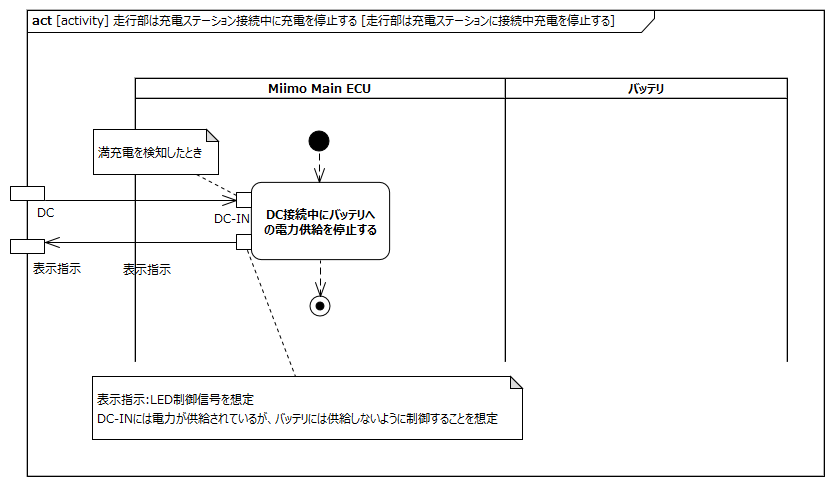 act [activity] 走行部は充電ステーション接続中に充電を停止する [走行部は充電ステーションに接続中充電を停止する]
Miimo Main ECU
バッテリ
満充電を検知したとき
DC
DC-IN
DC接続中にバッテリへ
の電力供給を停止する
表示指示
表示指示
表示指示:LED制御信号を想定
DC-INには電力が供給されているが、バッテリには供給しないように制御することを想定